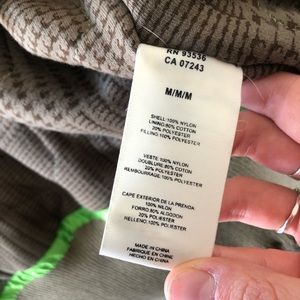 RN 93536
CA 07243
M/M/M
SHELL:100% NYLON
LINING:80% COTTON
20% POLYESTER
FILLING:100% POLYESTER
VESTE:100% NYLON
DOUBLURE:80% COTON
20% POLYESTER
REMBOURRAGE:100% POLYESTER
CAPE EXTERIOR DE LA PRENDA
100% NILON
FORRO:80% ALGODON
20% POLIESTER
RELLENO:100% POLIESTER
MADE IN CHINA
FABRIQUE EN CHINE
HECHO EN CHINA